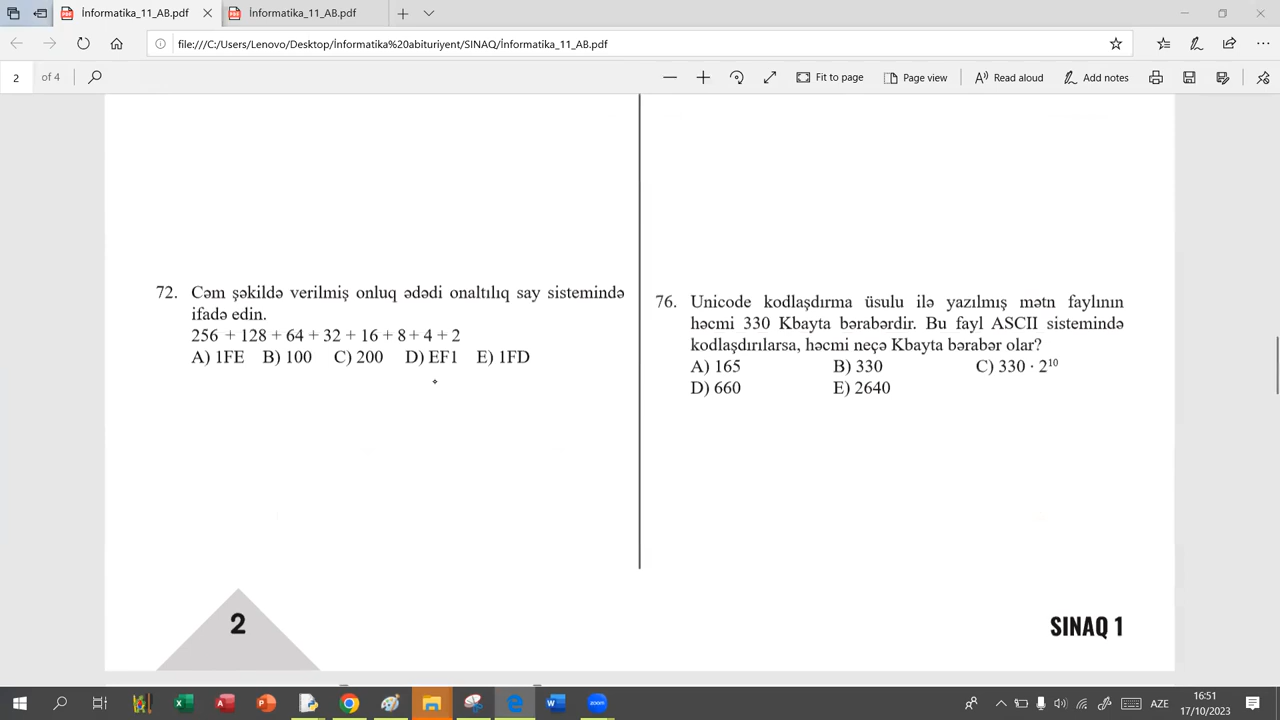 İnformatika_11_AB.pdf
İnformatika_11_AB.pdf
file:///C:/Users/Lenovo/Desktop/İnformatika%20abituriyent/SINAQ/İnformatika_11_AB.pdf
2 of 4
Fit to page
Page view
Read aloud
Add notes
72. Cəm şəkildə verilmiş onluq ədədi onaltılıq say sistemində
ifadə edin.
256 + 128 + 64 + 32 + 16 + 8 + 4 + 2
A) 1FE B) 100 C) 200 D) EF1 E) 1FD
76. Unicode kodlaşdırma üsulu ilə yazılmış mətn faylının
həcmi 330 Kbayta bərabərdir. Bu fayl ASCII sistemində
kodlaşdırılarsa, həcmi neçə Kbayta bərabər olar?
A) 165 B) 330 C) 330 · 2¹⁰
D) 660 E) 2640
2
SINAQ 1
zoom
AZE
16:51
17/10/2023